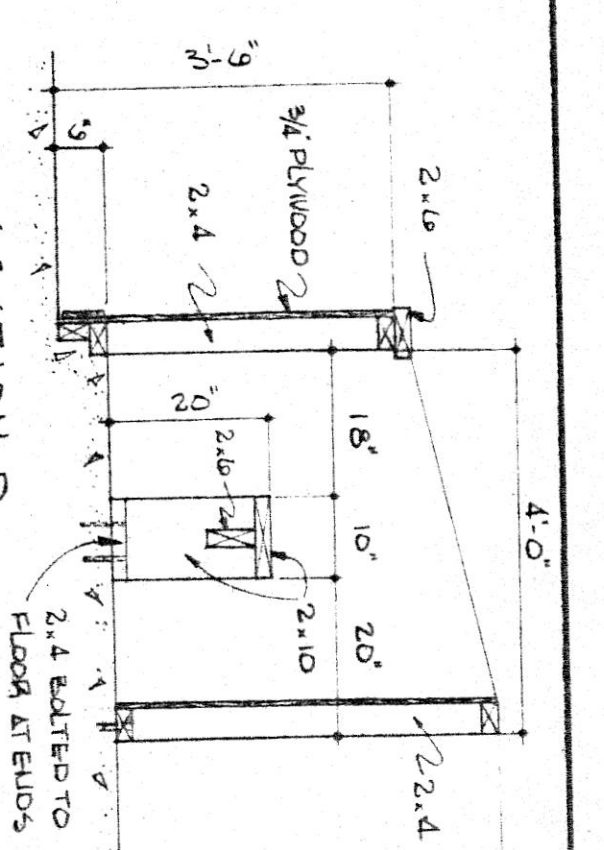 3'-6"
6"
3/4" PLYWOOD
2x4
2x6
4'-0"
20"
2x6
18"
10"
20"
2x10
2x4
2x4 BOLTED TO
FLOOR AT ENDS